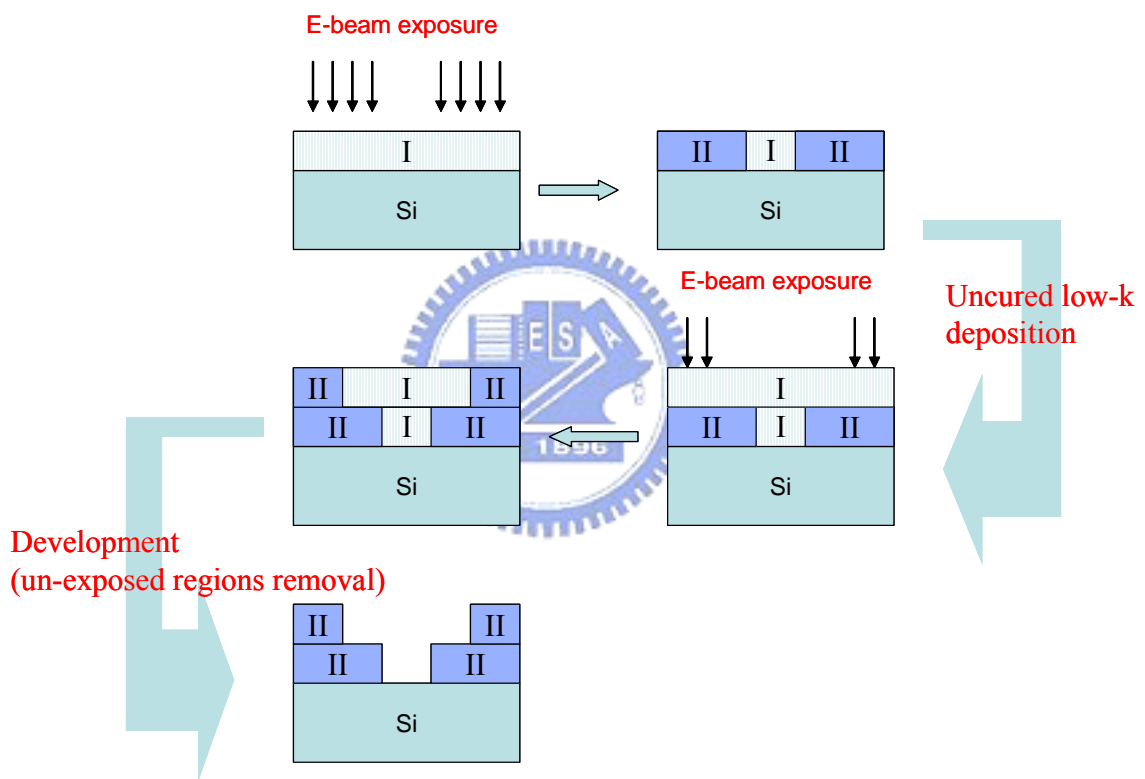 E-beam exposure
I
Si
II I II
Si
E-beam exposure
Uncured low-k
deposition
II I II
II I II
Si
I
II I II
Si
E S A
1896
Development
(un-exposed regions removal)
II II
II II
Si